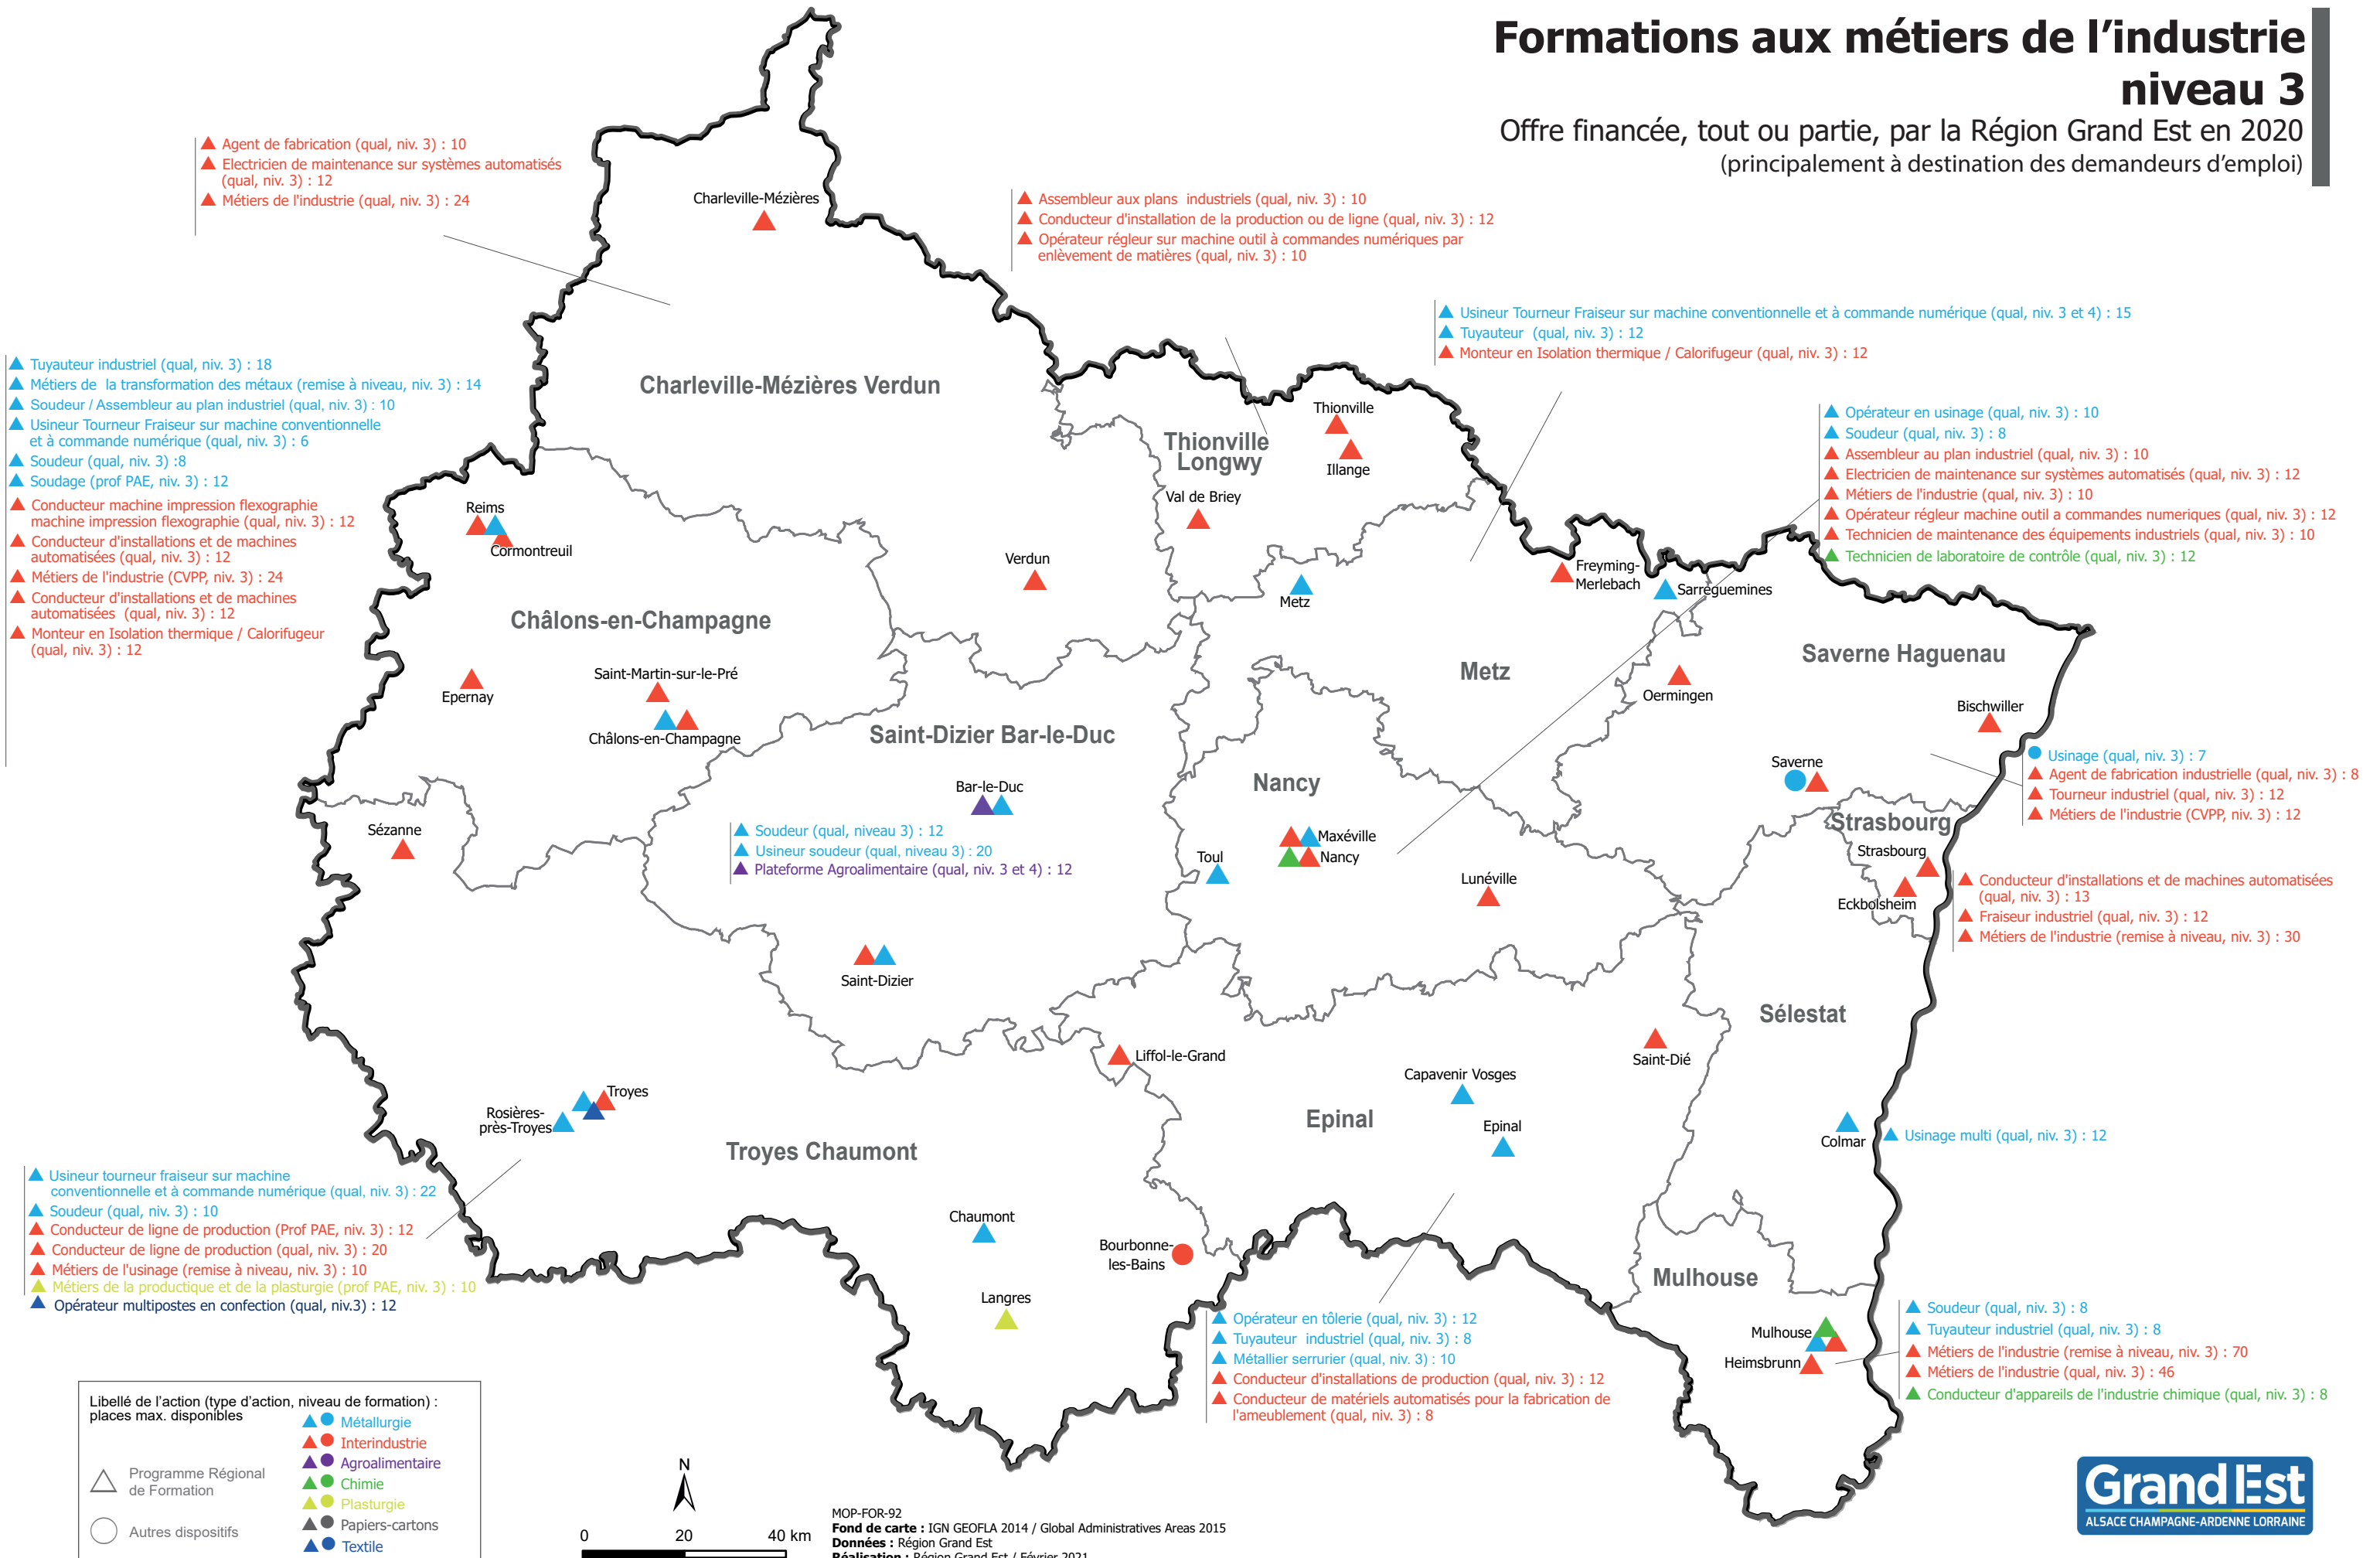 Formations aux métiers de l'industrie
niveau 3
Offre financée, tout ou partie, par la Région Grand Est en 2020
(principalement à destination des demandeurs d'emploi)
Agent de fabrication (qual, niv. 3) : 10
Electricien de maintenance sur systèmes automatisés
(qual, niv. 3) : 12
Métiers de l'industrie (qual, niv. 3) : 24
Charleville-Mézières
Assembleur aux plans industriels (qual, niv. 3) : 10
Conducteur d'installation de la production ou de ligne (qual, niv. 3) : 12
Opérateur régleur sur machine outil à commandes numériques par
enlèvement de matières (qual, niv. 3) : 10
Usineur Tourneur Fraiseur sur machine conventionnelle et à commande numérique (qual, niv. 3 et 4) : 15
Tuyauteur (qual, niv. 3) : 12
Monteur en Isolation thermique / Calorifugeur (qual, niv. 3) : 12
Tuyauteur industriel (qual, niv. 3) : 18
Métiers de la transformation des métaux (remise à niveau, niv. 3) : 14
Soudeur / Assembleur au plan industriel (qual, niv. 3) : 10
Usineur Tourneur Fraiseur sur machine conventionnelle
et à commande numérique (qual, niv. 3) : 6
Soudeur (qual, niv. 3) :8
Soudage (prof PAE, niv. 3) : 12
Conducteur machine impression flexographie
machine impression flexographie (qual, niv. 3) : 12
Conducteur d'installations et de machines
automatisées (qual, niv. 3) : 12
Métiers de l'industrie (CVPP, niv. 3) : 24
Conducteur d'installations et de machines
automatisées (qual, niv. 3) : 12
Monteur en Isolation thermique / Calorifugeur
(qual, niv. 3) : 12
Charleville-Mézières Verdun
Thionville
Longwy
Thionville
Illange
Val de Briey
Opérateur en usinage (qual, niv. 3) : 10
Soudeur (qual, niv. 3) : 8
Assembleur au plan industriel (qual, niv. 3) : 10
Electricien de maintenance sur systèmes automatisés (qual, niv. 3) : 12
Métiers de l'industrie (qual, niv. 3) : 10
Opérateur régleur machine outil a commandes numeriques (qual, niv. 3) : 12
Technicien de maintenance des équipements industriels (qual, niv. 3) : 10
Technicien de laboratoire de contrôle (qual, niv. 3) : 12
Reims
Cormontreuil
Verdun
Metz
Freyming-
Merlebach
Sarreguemines
Châlons-en-Champagne
Epernay
Saint-Martin-sur-le-Pré
Châlons-en-Champagne
Metz
Saverne Haguenau
Oermingen
Bischwiller
Saint-Dizier Bar-le-Duc
Nancy
Saverne
Usinage (qual, niv. 3) : 7
Agent de fabrication industrielle (qual, niv. 3) : 8
Tourneur industriel (qual, niv. 3) : 12
Métiers de l'industrie (CVPP, niv. 3) : 12
Bar-le-Duc
Sézanne
Soudeur (qual, niveau 3) : 12
Usineur soudeur (qual, niveau 3) : 20
Plateforme Agroalimentaire (qual, niv. 3 et 4) : 12
Toul
Maxéville
Nancy
Lunéville
Strasbourg
Strasbourg
Eckbolsheim
Conducteur d'installations et de machines automatisées
(qual, niv. 3) : 13
Fraiseur industriel (qual, niv. 3) : 12
Métiers de l'industrie (remise à niveau, niv. 3) : 30
Saint-Dizier
Sélestat
Liffol-le-Grand
Saint-Dié
Capavenir Vosges
Epinal
Epinal
Troyes
Rosières-
près-Troyes
Troyes Chaumont
Colmar
Usinage multi (qual, niv. 3) : 12
Usineur tourneur fraiseur sur machine
conventionnelle et à commande numérique (qual, niv. 3) : 22
Soudeur (qual, niv. 3) : 10
Conducteur de ligne de production (Prof PAE, niv. 3) : 12
Conducteur de ligne de production (qual, niv. 3) : 20
Métiers de l'usinage (remise à niveau, niv. 3) : 10
Métiers de la productique et de la plasturgie (prof PAE, niv. 3) : 10
Opérateur multipostes en confection (qual, niv.3) : 12
Chaumont
Bourbonne-
les-Bains
Langres
Mulhouse
Opérateur en tôlerie (qual, niv. 3) : 12
Tuyauteur industriel (qual, niv. 3) : 8
Métallier serrurier (qual, niv. 3) : 10
Conducteur d'installations de production (qual, niv. 3) : 12
Conducteur de matériels automatisés pour la fabrication de
l'ameublement (qual, niv. 3) : 8
Mulhouse
Heimsbrunn
Soudeur (qual, niv. 3) : 8
Tuyauteur industriel (qual, niv. 3) : 8
Métiers de l'industrie (remise à niveau, niv. 3) : 70
Métiers de l'industrie (qual, niv. 3) : 46
Conducteur d'appareils de l'industrie chimique (qual, niv. 3) : 8
Libellé de l'action (type d'action, niveau de formation) :
places max. disponibles
Programme Régional
de Formation
Autres dispositifs
Métallurgie
Interindustrie
Agroalimentaire
Chimie
Plasturgie
Papiers-cartons
Textile
N
0 20 40 km
MOP-FOR-92
Fond de carte : IGN GEOFLA 2014 / Global Administratives Areas 2015
Données : Région Grand Est
Réalisation : Région Grand Est / Février 2021
Grand Est
ALSACE CHAMPAGNE-ARDENNE LORRAINE